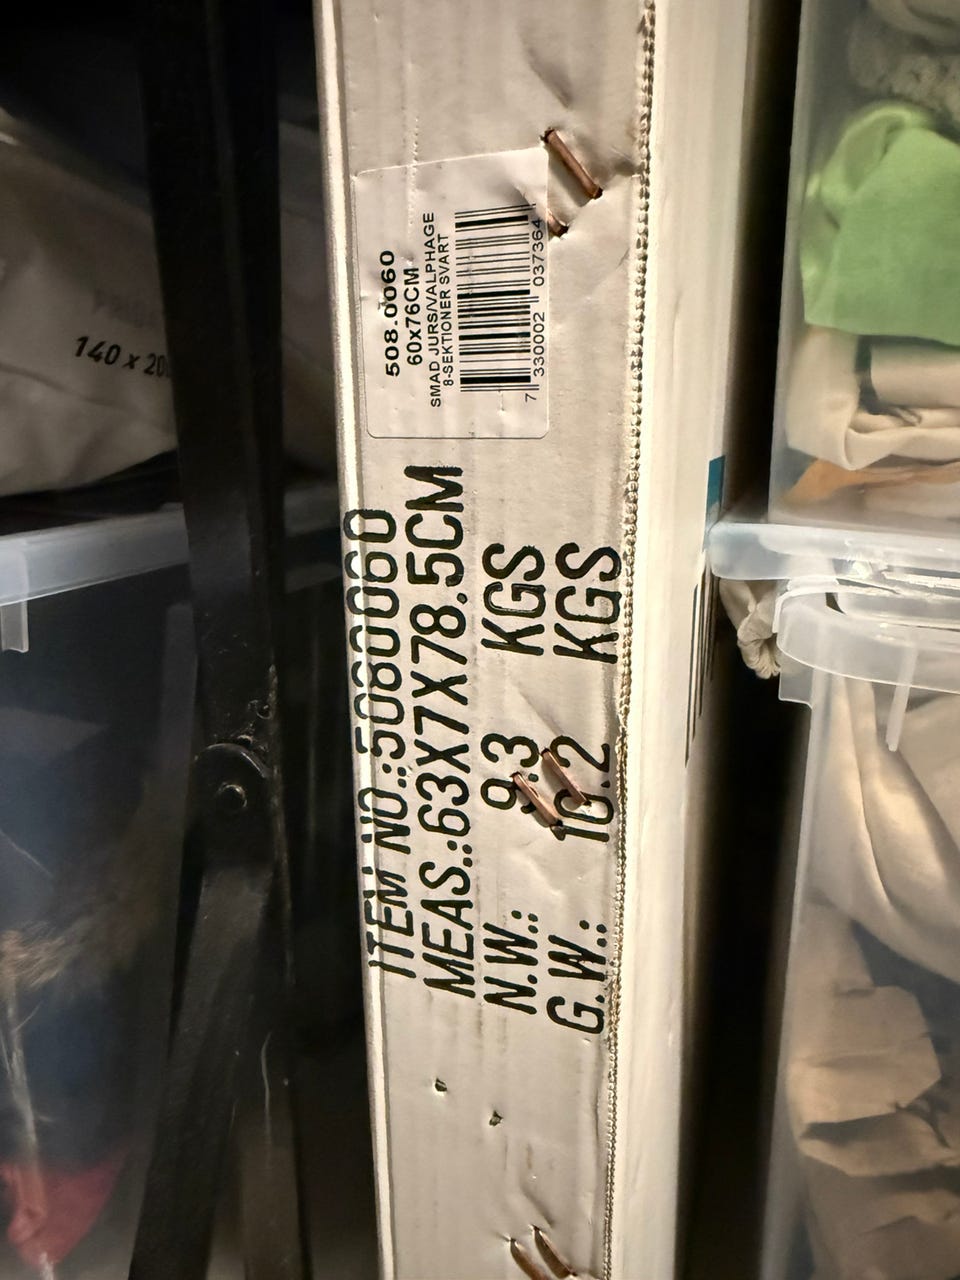 508.0060
60x76CM
SMAD JURS/VALPHAGE
8-SEKTIONER SVART
7 330002 037364
ITEM NO.:5080060
MEAS.:63X7X78.5CM
N.W.: 9.3 KGS
G.W.: 10.2 KGS
140 x 20